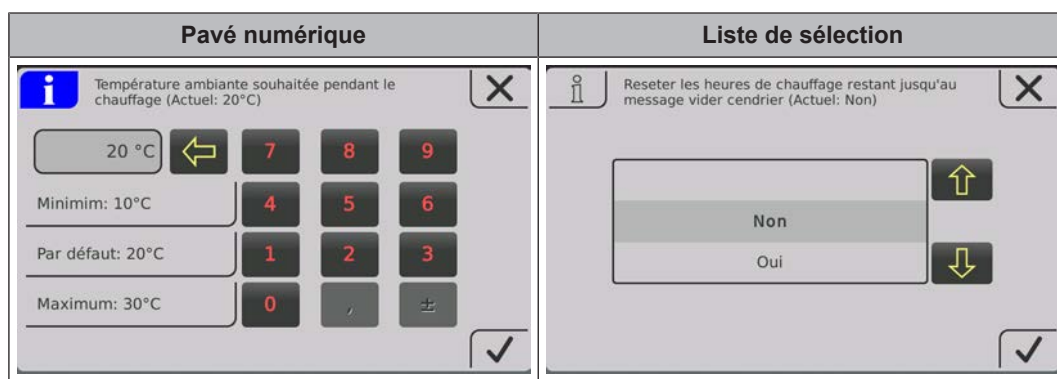 Pavé numérique
Liste de sélection
i
Température ambiante souhaitée pendant le
chauffage (Actuel: 20°C)
20 °C
7 8 9
Minimim: 10°C
4 5 6
Par défaut: 20°C
1 2 3
Maximum: 30°C
0 , ±
i
Reseter les heures de chauffage restant jusqu'au
message vider cendrier (Actuel: Non)
Non
Oui